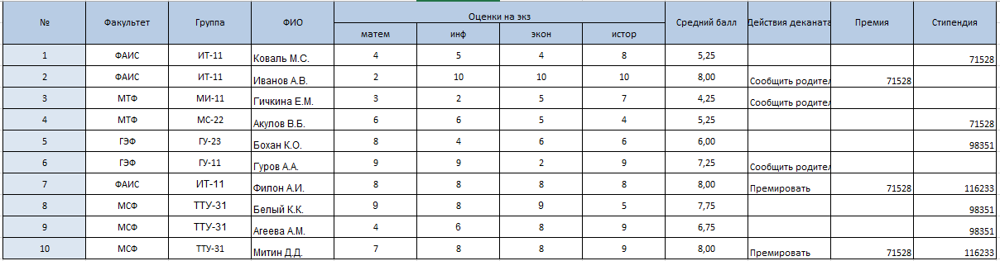 № Факультет Группа ФИО Оценки на экз Средний балл Действия деканата Премия Стипендия
матем инф экон истор
1 ФАИС ИТ-11 Коваль М.С. 4 5 4 8 5,25 71528
2 ФАИС ИТ-11 Иванов А.В. 2 10 10 10 8,00 Сообщить родител 71528
3 МТФ МИ-11 Гичкина Е.М. 3 2 5 7 4,25 Сообщить родител
4 МТФ МС-22 Акулов В.Б. 6 6 5 4 5,25 71528
5 ГЭФ ГУ-23 Бохан К.О. 8 4 6 6 6,00 98351
6 ГЭФ ГУ-11 Гуров А.А. 9 9 2 9 7,25 Сообщить родител
7 ФАИС ИТ-11 Филон А.И. 8 8 8 8 8,00 Премировать 71528 116233
8 МСФ ТТУ-31 Белый К.К. 9 8 9 5 7,75 98351
9 МСФ ТТУ-31 Агеева А.М. 4 6 8 9 6,75 98351
10 МСФ ТТУ-31 Митин Д.Д. 7 8 8 9 8,00 Премировать 71528 116233